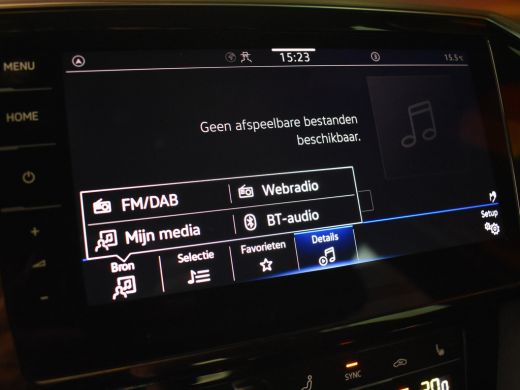 MENU
HOME
15:23
15.5°C
Geen afspeelbare bestanden
beschikbaar.
FM/DAB
Webradio
Mijn media
BT-audio
Bron
Selectie
Favorieten
Details
Setup
SYNC